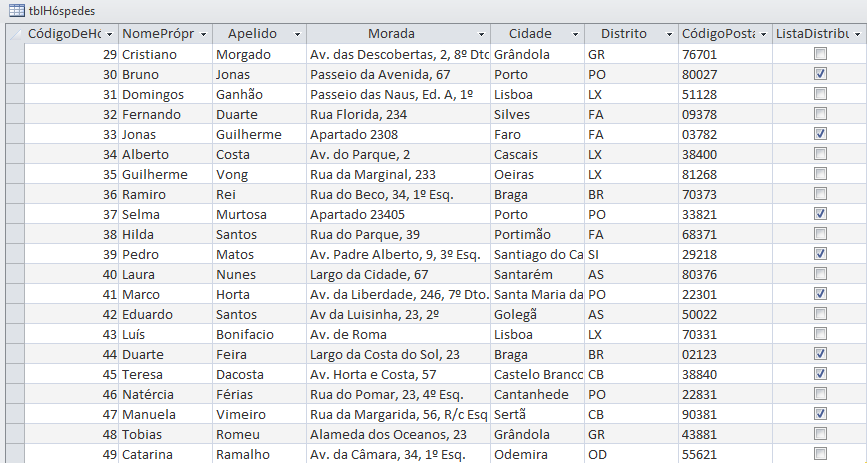 tblHóspedes
CódigoDeHó NomePrópr Apelido Morada Cidade Distrito CódigoPosta ListaDistribu
29 Cristiano Morgado Av. das Descobertas, 2, 8º Dto Grândola GR 76701
30 Bruno Jonas Passeio da Avenida, 67 Porto PO 80027
31 Domingos Ganhão Passeio das Naus, Ed. A, 1º Lisboa LX 51128
32 Fernando Duarte Rua Florida, 234 Silves FA 09378
33 Jonas Guilherme Apartado 2308 Faro FA 03782
34 Alberto Costa Av. do Parque, 2 Cascais LX 38400
35 Guilherme Vong Rua da Marginal, 233 Oeiras LX 81268
36 Ramiro Rei Rua do Beco, 34, 1º Esq. Braga BR 70373
37 Selma Murtosa Apartado 23405 Porto PO 33821
38 Hilda Santos Rua do Parque, 39 Portimão FA 68371
39 Pedro Matos Av. Padre Alberto, 9, 3º Esq. Santiago do Ca SI 29218
40 Laura Nunes Largo da Cidade, 67 Santarém AS 80376
41 Marco Horta Av. da Liberdade, 246, 7º Dto. Santa Maria da PO 22301
42 Eduardo Santos Av da Luisinha, 23, 2º Golegã AS 50022
43 Luís Bonifacio Av. de Roma Lisboa LX 70331
44 Duarte Feira Largo da Costa do Sol, 23 Braga BR 02123
45 Teresa Dacosta Av. Horta e Costa, 57 Castelo Branco CB 38840
46 Natércia Férias Rua do Pomar, 23, 4º Esq. Cantanhede PO 22831
47 Manuela Vimeiro Rua da Margarida, 56, R/c Esq Sertã CB 90381
48 Tobias Romeu Alameda dos Oceanos, 23 Grândola GR 43881
49 Catarina Ramalho Av. da Câmara, 34, 1º Esq. Odemira OD 55621